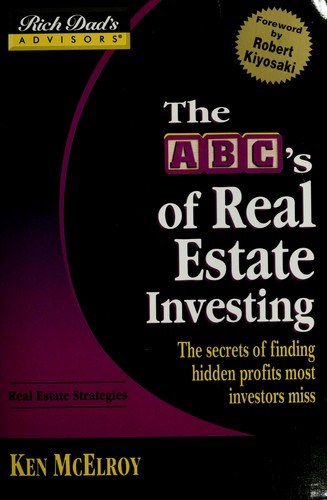 Rich Dad's
ADVISORS®
Foreword
by
Robert
Kiyosaki
The
ABC's
of Real
Estate
Investing
The secrets of finding
hidden profits most
investors miss
Real Estate Strategies
KEN MCELROY